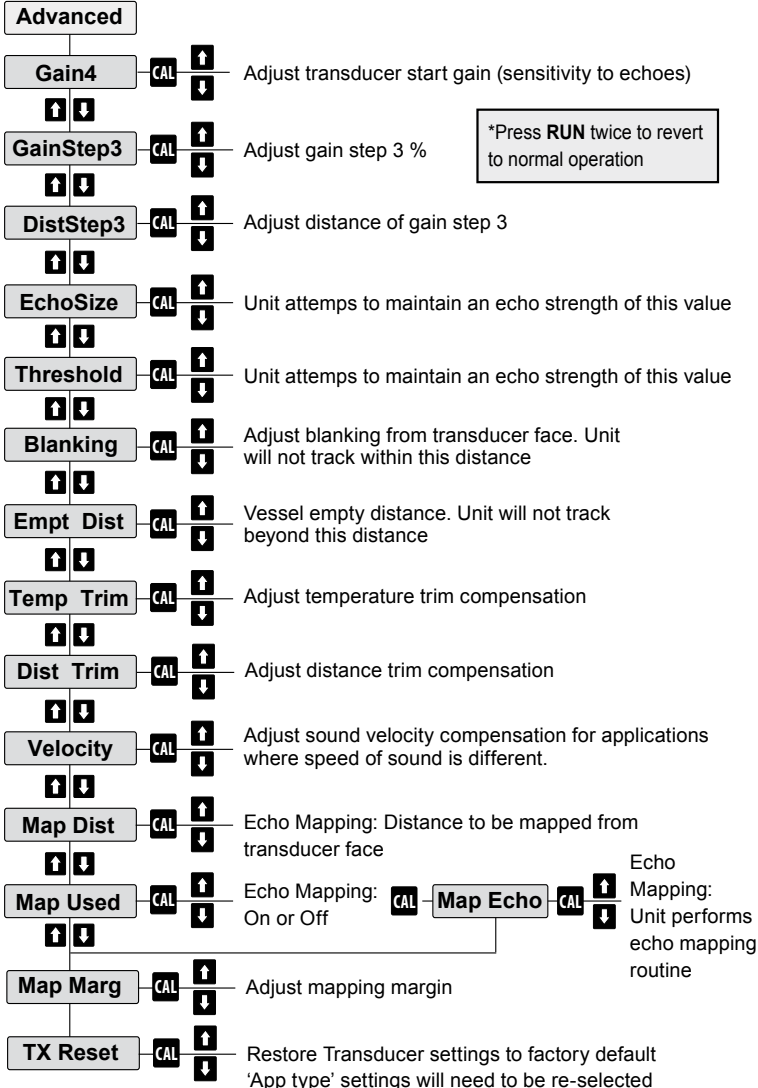 Advanced
Gain4
CAL
Adjust transducer start gain (sensitivity to echoes)
GainStep3
CAL
Adjust gain step 3 %
*Press RUN twice to revert
to normal operation
DistStep3
CAL
Adjust distance of gain step 3
EchoSize
CAL
Unit attemps to maintain an echo strength of this value
Threshold
CAL
Unit attemps to maintain an echo strength of this value
Blanking
CAL
Adjust blanking from transducer face. Unit
will not track within this distance
Empt Dist
CAL
Vessel empty distance. Unit will not track
beyond this distance
Temp Trim
CAL
Adjust temperature trim compensation
Dist Trim
CAL
Adjust distance trim compensation
Velocity
CAL
Adjust sound velocity compensation for applications
where speed of sound is different.
Map Dist
CAL
Echo Mapping: Distance to be mapped from
transducer face
Map Used
CAL
Echo Mapping:
On or Off
CAL
Map Echo
CAL
Echo
Mapping:
Unit performs
echo mapping
routine
Map Marg
CAL
Adjust mapping margin
TX Reset
CAL
Restore Transducer settings to factory default
‘App type’ settings will need to be re-selected